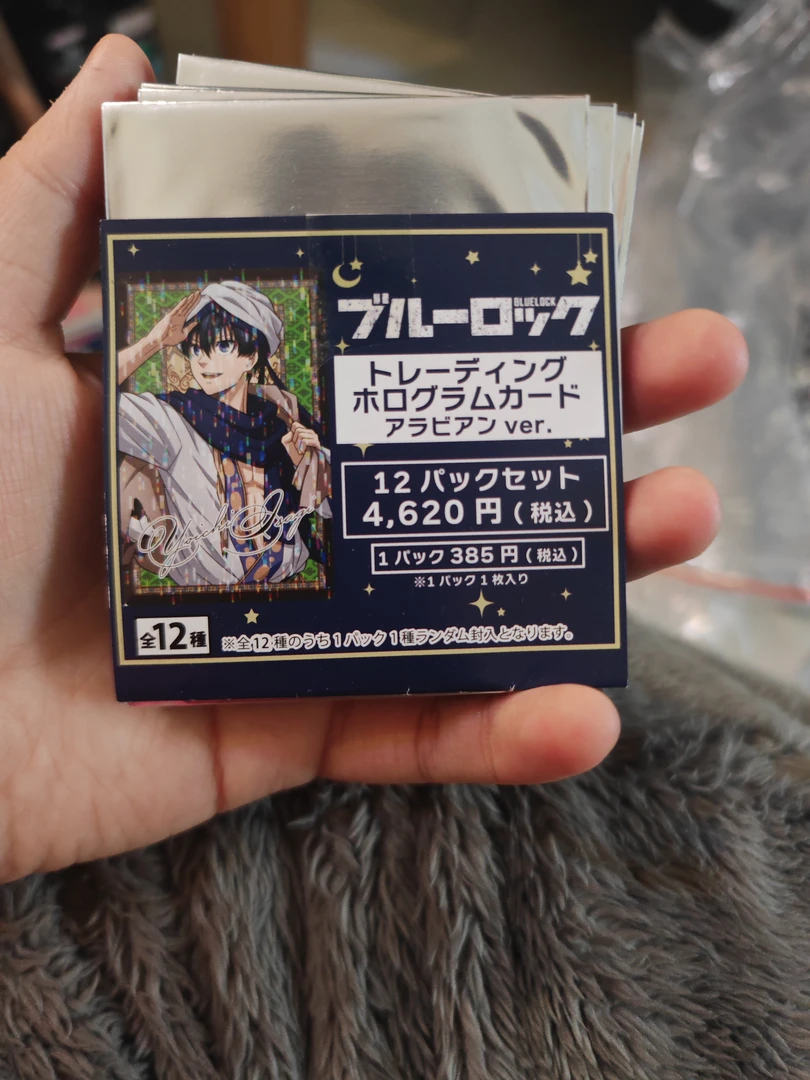 BLUELOCK
ブルーロック
トレーディング
ホログラムカード
アラビアン ver.
12 パックセット
4,620 円 ( 税込 )
1 パック 385 円 ( 税込 )
※1 パック 1 枚入り
Yoichi Isagi
全12種
※全 12 種のうち 1 パック 1 種ランダム封入となります。